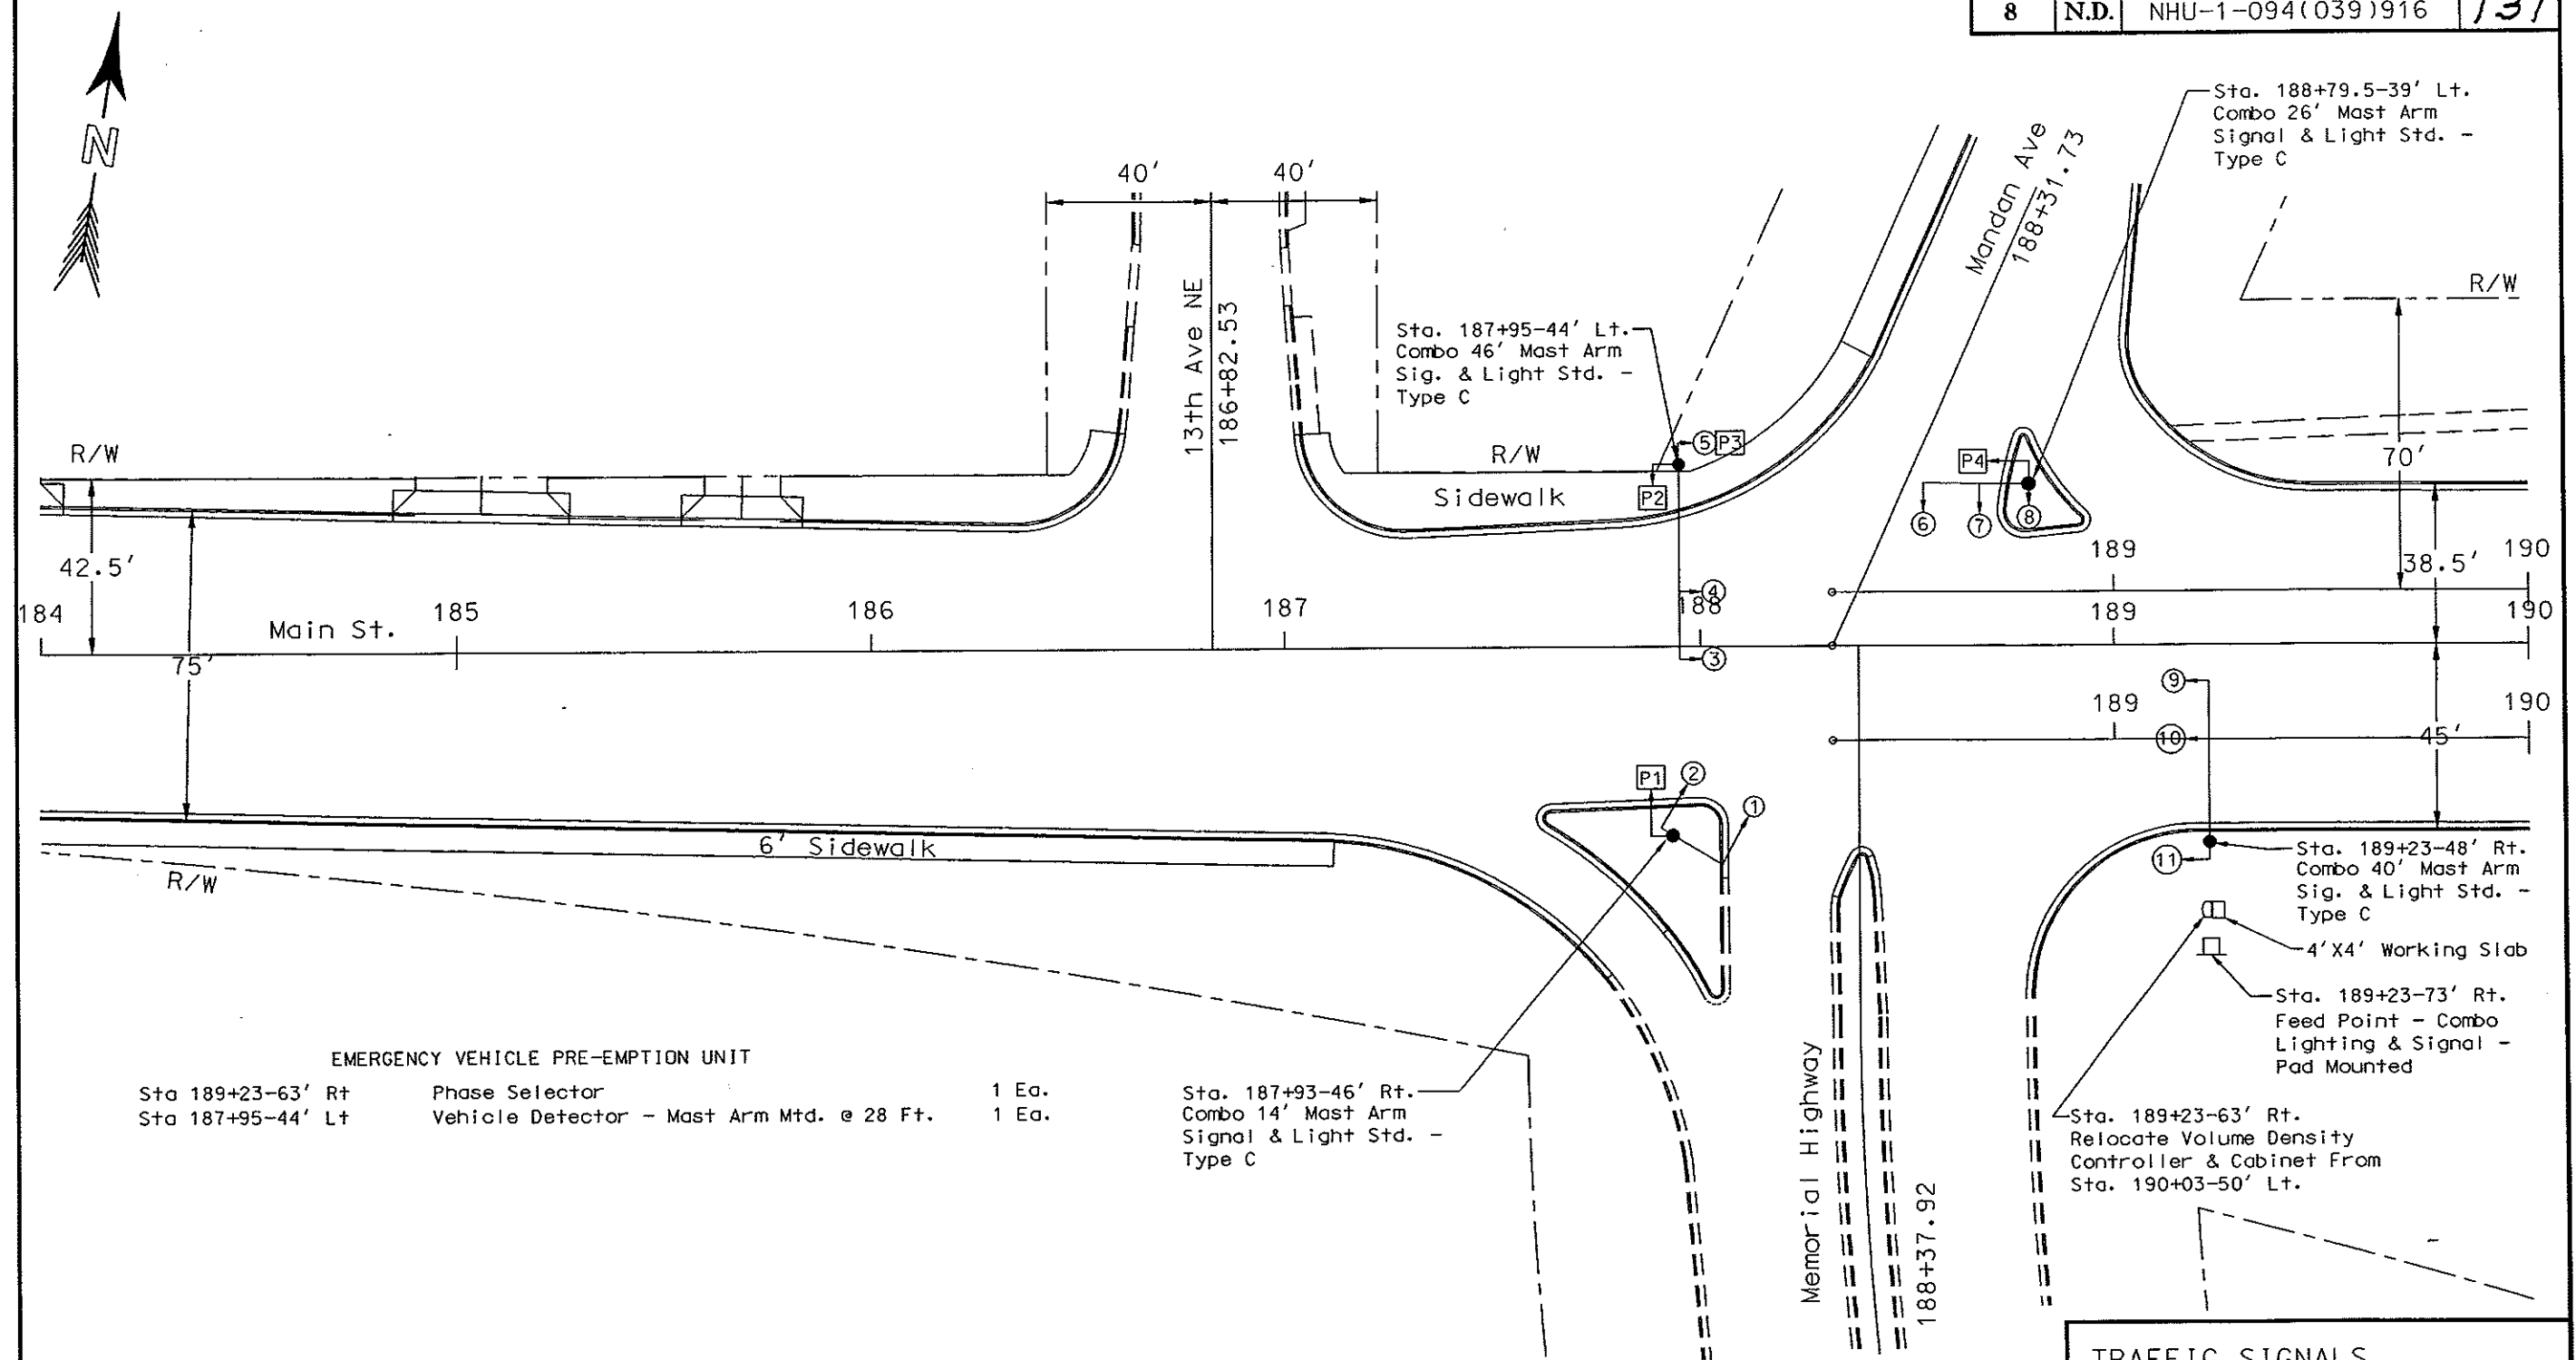 8 N.D. NHU-1-094(039)916 131
N
Sta. 188+79.5-39' Lt.
Combo 26' Mast Arm
Signal & Light Std. -
Type C
40' 40'
Mandan Ave
188+31.73
13th Ave NE
186+82.53
R/W
Sta. 187+95-44' Lt.
Combo 46' Mast Arm
Sig. & Light Std. -
Type C
R/W
R/W
5 P3
70'
P4
Sidewalk
P2
6 7 8
42.5'
189 38.5' 190
4
184 185 186 187 188 189 190
Main St.
75'
3
9
189 190
10 45'
P1 2
1
6' Sidewalk
R/W
11
Sta. 189+23-48' Rt.
Combo 40' Mast Arm
Sig. & Light Std. -
Type C
4'X4' Working Slab
Sta. 189+23-73' Rt.
Feed Point - Combo
Lighting & Signal -
Pad Mounted
EMERGENCY VEHICLE PRE-EMPTION UNIT
Sta 189+23-63' Rt Phase Selector 1 Ea.
Sta 187+95-44' Lt Vehicle Detector - Mast Arm Mtd. @ 28 Ft. 1 Ea.
Sta. 187+93-46' Rt.
Combo 14' Mast Arm
Signal & Light Std. -
Type C
Memorial Highway
188+37.92
Sta. 189+23-63' Rt.
Relocate Volume Density
Controller & Cabinet From
Sta. 190+03-50' Lt.
TRAFFIC SIGNALS